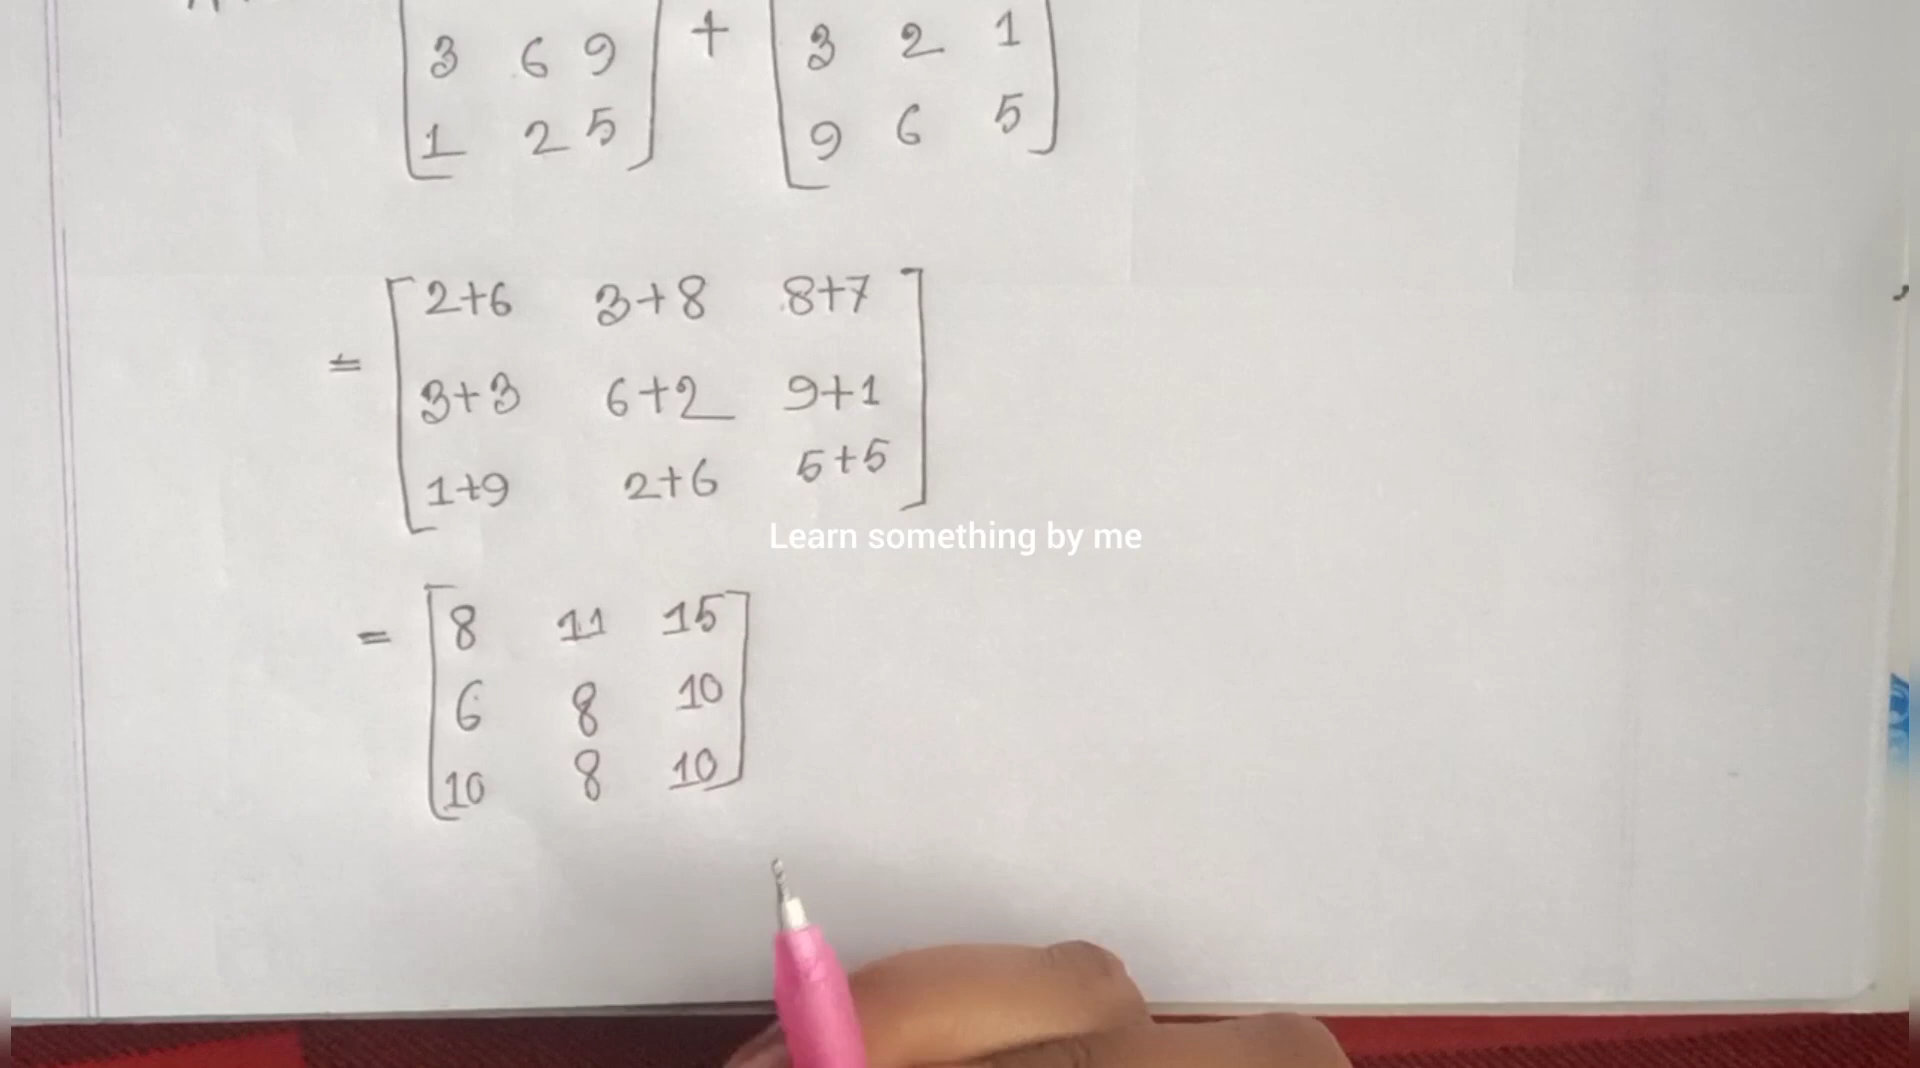 3 6 9 + 3 2 1
1 2 5 9 6 5
2+6 3+8 8+7
=
3+3 6+2 9+1
1+9 2+6 5+5
Learn something by me
= 8 11 15
6 8 10
10 8 10